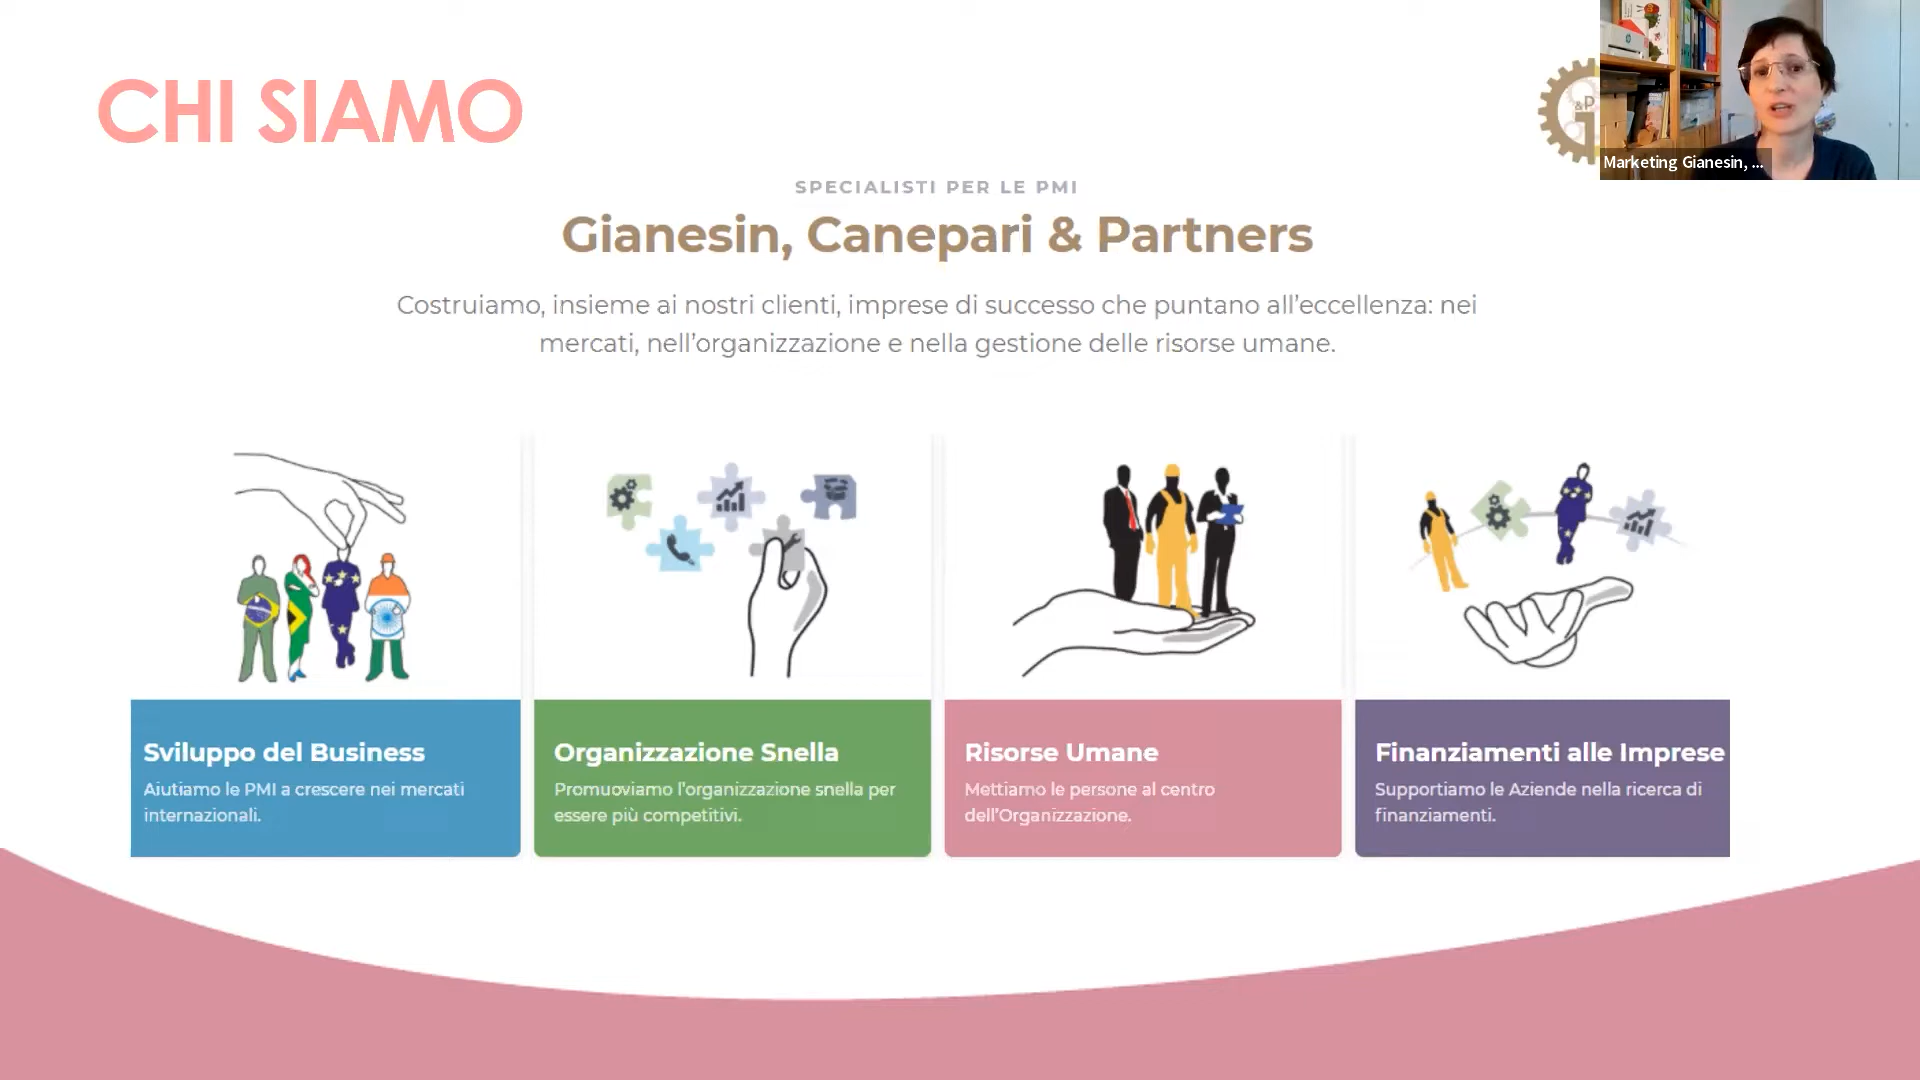 CHI SIAMO
Marketing Gianesin, ...
SPECIALISTI PER LE PMI
Gianesin, Canepari & Partners
Costruiamo, insieme ai nostri clienti, imprese di successo che puntano all'eccellenza: nei
mercati, nell'organizzazione e nella gestione delle risorse umane.
Sviluppo del Business
Aiutiamo le PMI a crescere nei mercati
internazionali.
Organizzazione Snella
Promuoviamo l'organizzazione snella per
essere più competitivi.
Risorse Umane
Mettiamo le persone al centro
dell'Organizzazione.
Finanziamenti alle Imprese
Supportiamo le Aziende nella ricerca di
finanziamenti.